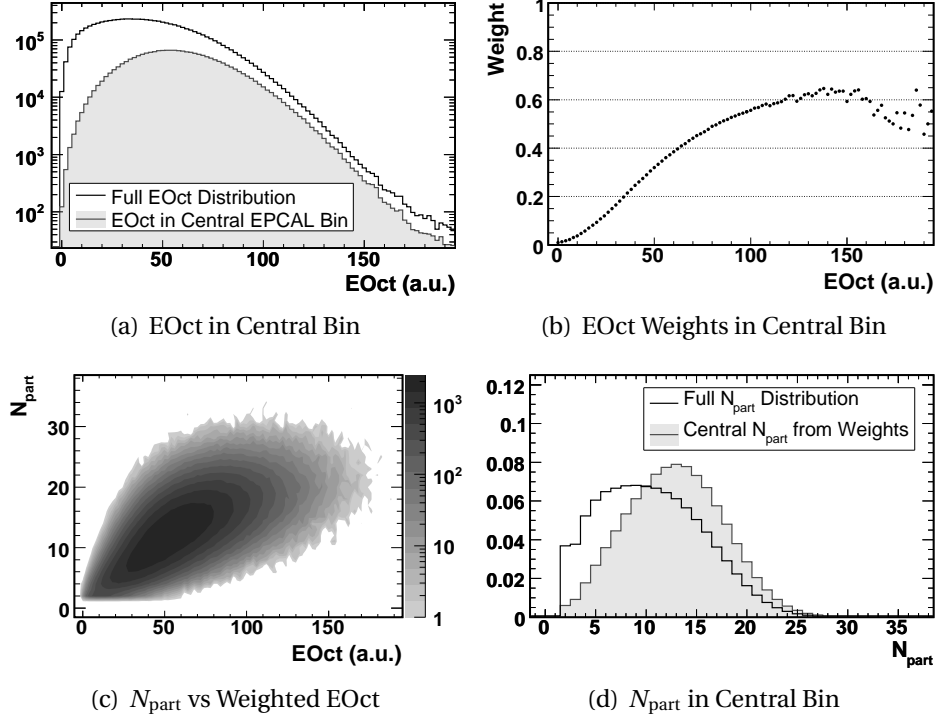 10^5
10^4
10^3
10^2
Full EOct Distribution
EOct in Central EPCAL Bin
0 50 100 150
EOct (a.u.)
(a) EOct in Central Bin
Weight
1
0.8
0.6
0.4
0.2
0
0 50 100 150
EOct (a.u.)
(b) EOct Weights in Central Bin
N_part
30
20
10
0
10^3
10^2
10
1
0 50 100 150
EOct (a.u.)
(c) N_part vs Weighted EOct
0.12
0.1
0.08
0.06
0.04
0.02
0
Full N_part Distribution
Central N_part from Weights
0 5 10 15 20 25 30 35
N_part
(d) N_part in Central Bin